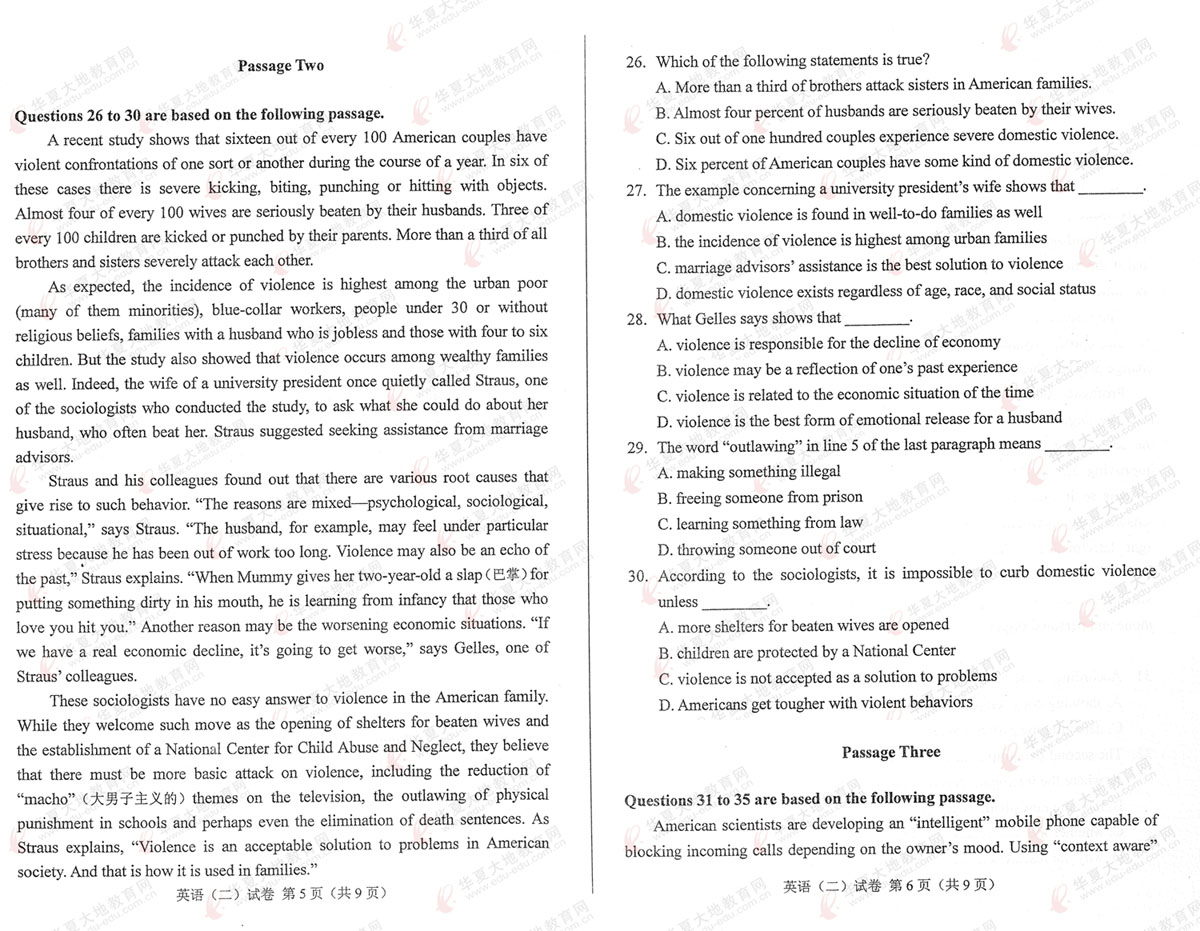 Passage Two
Questions 26 to 30 are based on the following passage.
A recent study shows that sixteen out of every 100 American couples have
violent confrontations of one sort or another during the course of a year. In six of
these cases there is severe kicking, biting, punching or hitting with objects.
Almost four of every 100 wives are seriously beaten by their husbands. Three of
every 100 children are kicked or punched by their parents. More than a third of all
brothers and sisters severely attack each other.
As expected, the incidence of violence is highest among the urban poor
(many of them minorities), blue-collar workers, people under 30 or without
religious beliefs, families with a husband who is jobless and those with four to six
children. But the study also showed that violence occurs among wealthy families
as well. Indeed, the wife of a university president once quietly called Straus, one
of the sociologists who conducted the study, to ask what she could do about her
husband, who often beat her. Straus suggested seeking assistance from marriage
advisors.
Straus and his colleagues found out that there are various root causes that
give rise to such behavior. “The reasons are mixed—psychological, sociological,
situational,” says Straus. “The husband, for example, may feel under particular
stress because he has been out of work too long. Violence may also be an echo of
the past,” Straus explains. “When Mummy gives her two-year-old a slap（巴掌）for
putting something dirty in his mouth, he is learning from infancy that those who
love you hit you.” Another reason may be the worsening economic situations. “If
we have a real economic decline, it’s going to get worse,” says Gelles, one of
Straus’ colleagues.
These sociologists have no easy answer to violence in the American family.
While they welcome such move as the opening of shelters for beaten wives and
the establishment of a National Center for Child Abuse and Neglect, they believe
that there must be more basic attack on violence, including the reduction of
“macho”（大男子主义的）themes on the television, the outlawing of physical
punishment in schools and perhaps even the elimination of death sentences. As
Straus explains, “Violence is an acceptable solution to problems in American
society. And that is how it is used in families.”
英语（二）试卷 第 5 页（共 9 页）
26. Which of the following statements is true?
A. More than a third of brothers attack sisters in American families.
B. Almost four percent of husbands are seriously beaten by their wives.
C. Six out of one hundred couples experience severe domestic violence.
D. Six percent of American couples have some kind of domestic violence.
27. The example concerning a university president’s wife shows that ________.
A. domestic violence is found in well-to-do families as well
B. the incidence of violence is highest among urban families
C. marriage advisors’ assistance is the best solution to violence
D. domestic violence exists regardless of age, race, and social status
28. What Gelles says shows that ________.
A. violence is responsible for the decline of economy
B. violence may be a reflection of one’s past experience
C. violence is related to the economic situation of the time
D. violence is the best form of emotional release for a husband
29. The word “outlawing” in line 5 of the last paragraph means ________.
A. making something illegal
B. freeing someone from prison
C. learning something from law
D. throwing someone out of court
30. According to the sociologists, it is impossible to curb domestic violence
unless ________.
A. more shelters for beaten wives are opened
B. children are protected by a National Center
C. violence is not accepted as a solution to problems
D. Americans get tougher with violent behaviors
Passage Three
Questions 31 to 35 are based on the following passage.
American scientists are developing an “intelligent” mobile phone capable of
blocking incoming calls depending on the owner’s mood. Using “context aware”
英语（二）试卷 第 6 页（共 9 页）
华夏大地教育网
www.edu-edu.com.cn